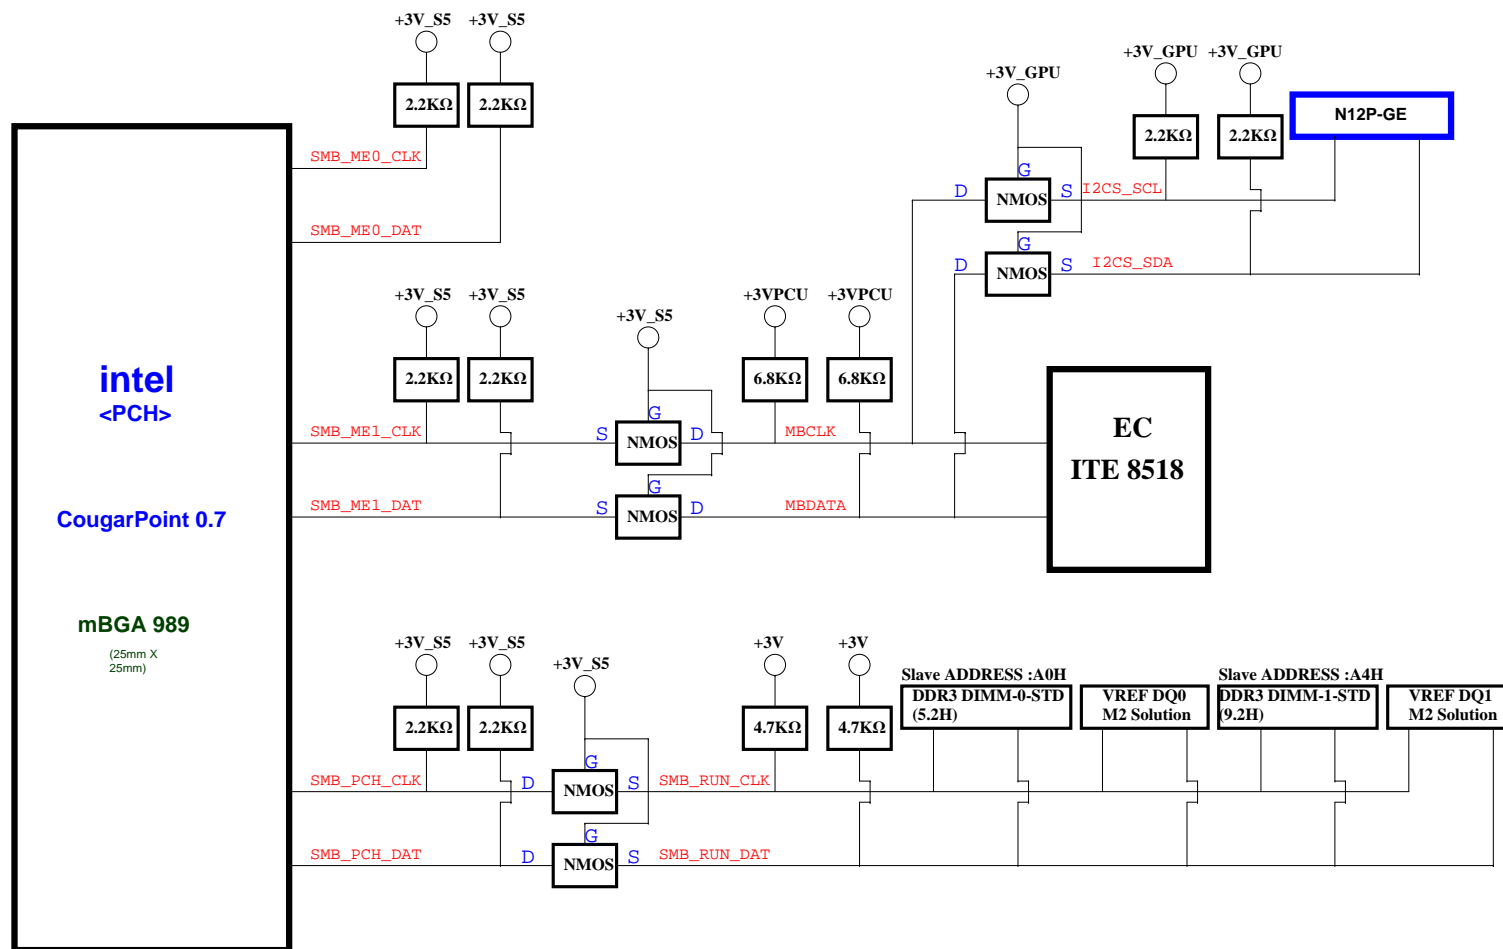 +3V_S5 +3V_S5
2.2KΩ 2.2KΩ
SMB_ME0_CLK
SMB_ME0_DAT
+3V_GPU
+3V_GPU +3V_GPU
2.2KΩ 2.2KΩ
N12P-GE
G
D NMOS S I2CS_SCL
G
D NMOS S I2CS_SDA
intel
<PCH>
CougarPoint 0.7
mBGA 989
(25mm X
25mm)
+3V_S5 +3V_S5
2.2KΩ 2.2KΩ
+3V_S5
+3VPCU +3VPCU
6.8KΩ 6.8KΩ
G
SMB_ME1_CLK S NMOS D MBCLK
G
SMB_ME1_DAT S NMOS D MBDATA
EC
ITE 8518
+3V_S5 +3V_S5
2.2KΩ 2.2KΩ
+3V_S5
+3V +3V
4.7KΩ 4.7KΩ
Slave ADDRESS :A0H
DDR3 DIMM-0-STD
(5.2H)
VREF DQ0
M2 Solution
Slave ADDRESS :A4H
DDR3 DIMM-1-STD
(9.2H)
VREF DQ1
M2 Solution
G
SMB_PCH_CLK D NMOS S SMB_RUN_CLK
G
SMB_PCH_DAT D NMOS S SMB_RUN_DAT